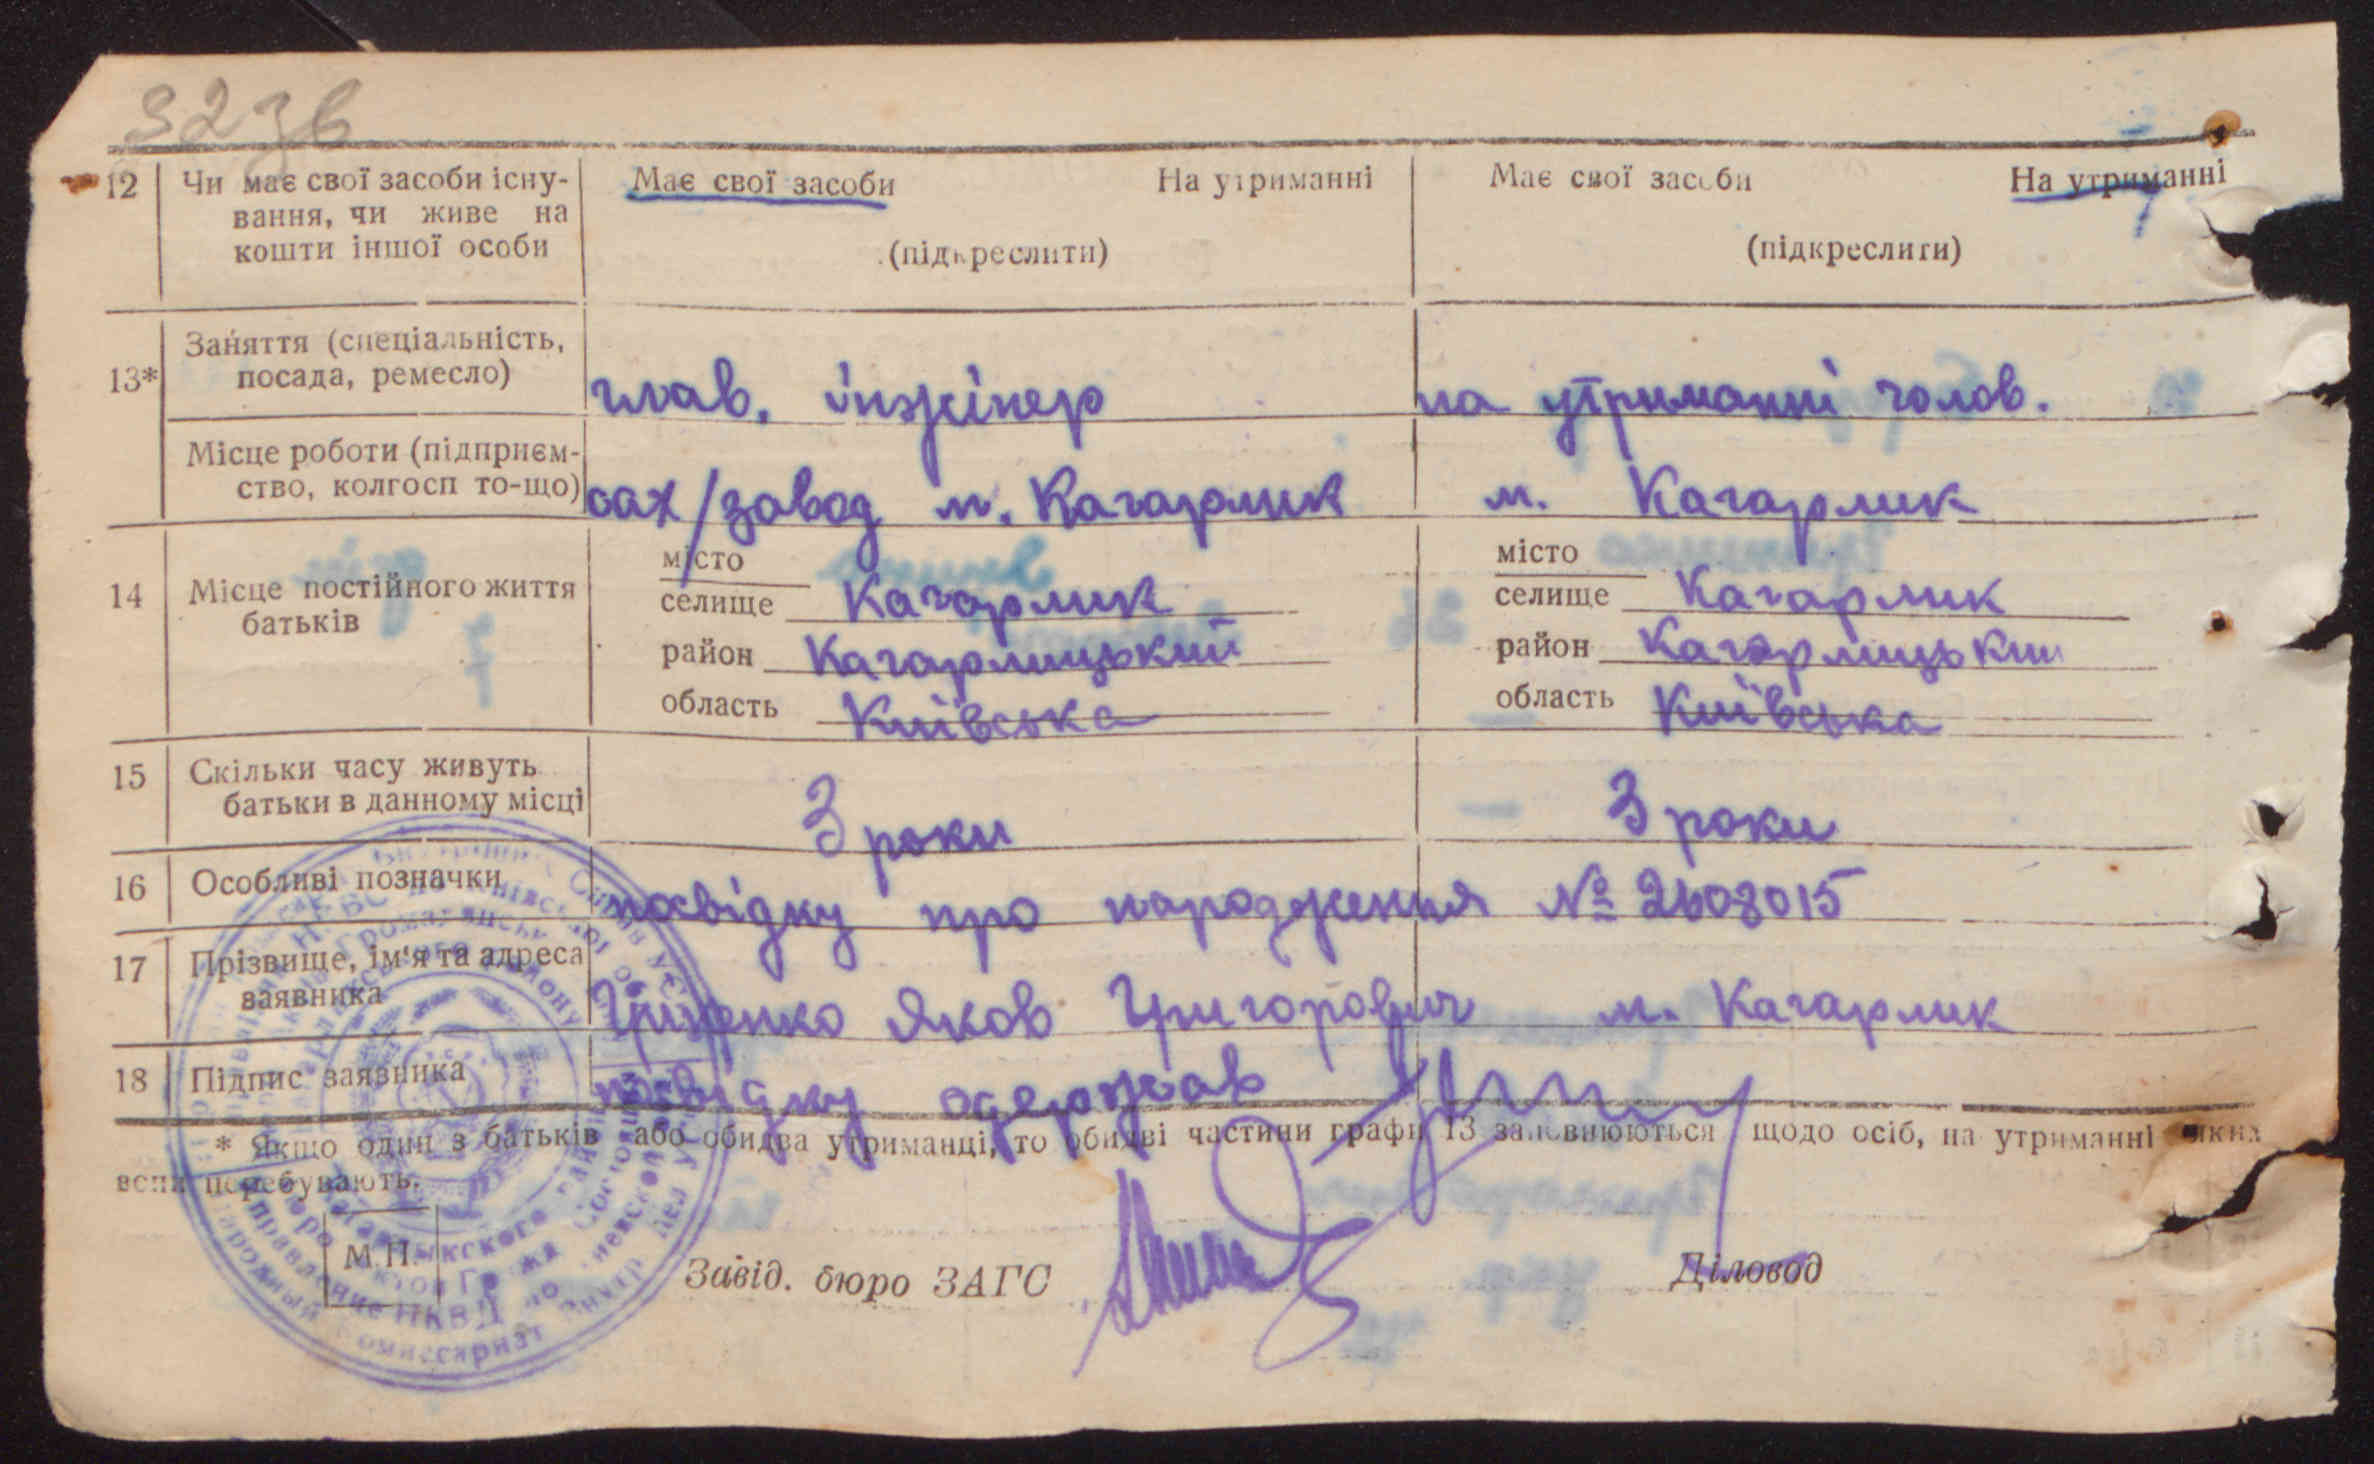 323в
12 Чи має свої засоби існу- Має свої засоби На утриманні Має свої засоби На утриманні
вання, чи живе на
кошти іншої особи (підкреслити) (підкреслити)
13* Заняття (спеціальність,
посада, ремесло) глав. інжінер на утриманні чолов.
Місце роботи (підприєм-
ство, колгосп то-що) сах/завод м. Кагарлик м. Кагарлик
14 Місце постійного життя
батьків
місто місто
селище Кагарлик селище Кагарлик
район Кагарлицький район Кагарлицький
область Київська область Київська
15 Скільки часу живуть
батьки в данному місці 3 роки 3 роки
16 Особливі позначки посвідку про народження № 2608015
17 Прізвище, ім'я та адреса
заявника Гриценко Яков Григорович м. Кагарлик
18 Підпис заявника посвідку одержав
* Якщо один з батьків або обидва утриманці, то обидві частини графи 13 заповнюються щодо осіб, на утриманні яких
вони перебувають.
М.П.
Завід. бюро ЗАГС Діловод